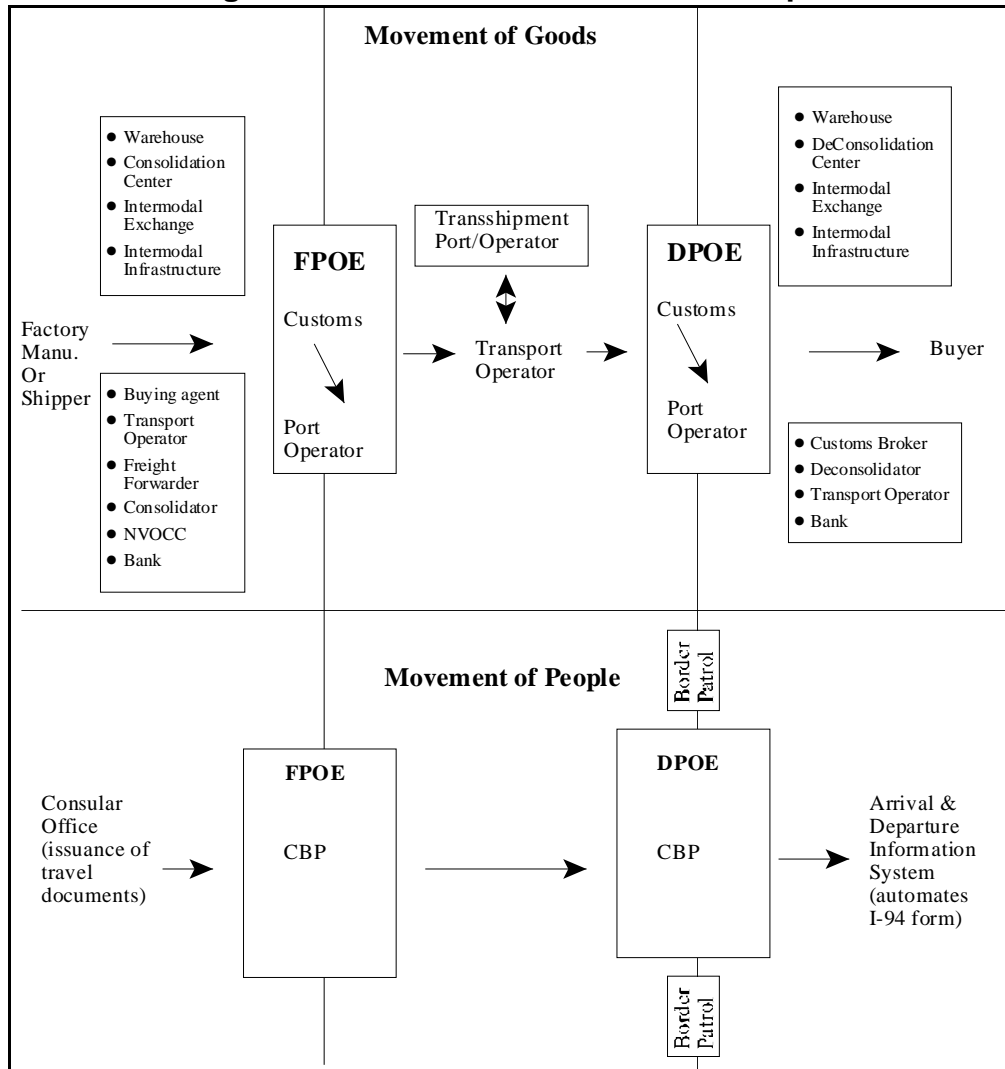 Movement of Goods
● Warehouse
● Consolidation
Center
● Intermodal
Exchange
● Intermodal
Infrastructure
Factory
Manu.
Or
Shipper
● Buying agent
● Transport
Operator
● Freight
Forwarder
● Consolidator
● NVOCC
● Bank
FPOE
Customs
Port
Operator
Transshipment
Port/Operator
Transport
Operator
DPOE
Customs
Port
Operator
● Warehouse
● DeConsolidation
Center
● Intermodal
Exchange
● Intermodal
Infrastructure
Buyer
● Customs Broker
● Deconsolidator
● Transport Operator
● Bank
Movement of People
Consular
Office
(issuance of
travel
documents)
FPOE
CBP
Border
Patrol
DPOE
CBP
Border
Patrol
Arrival &
Departure
Information
System
(automates
I-94 form)